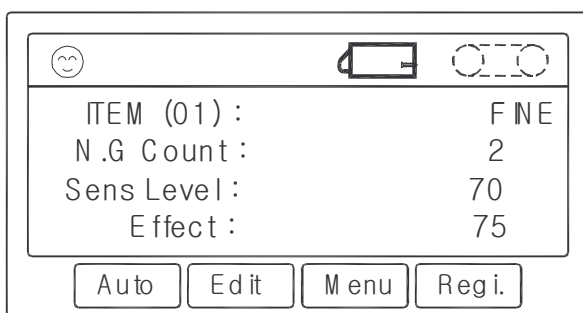 ITEM (01) : FINE
N.G Count : 2
Sens Level : 70
Effect : 75
Auto Edit Menu Regi.